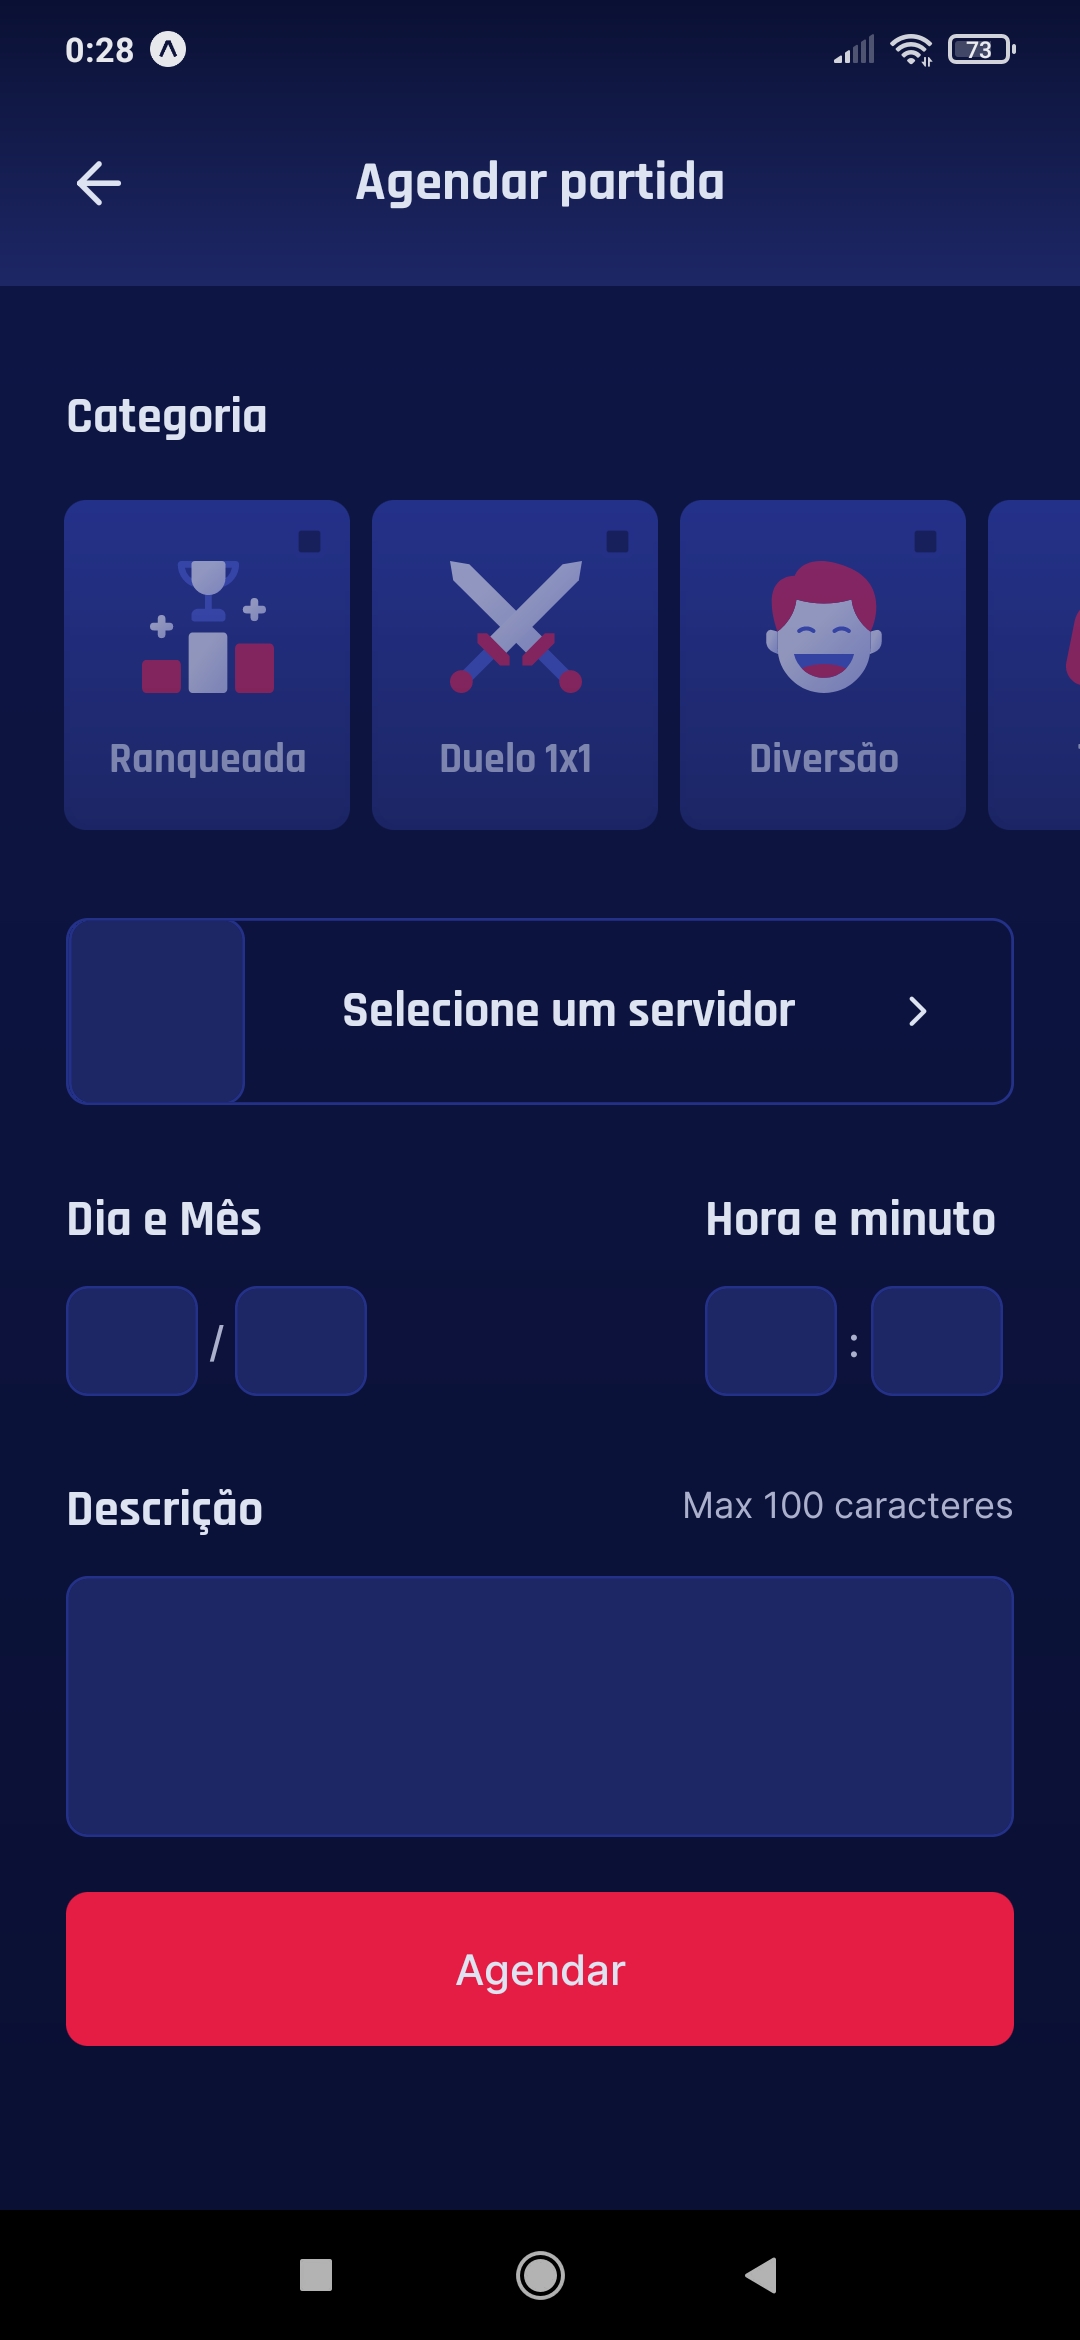 0:28
73
Agendar partida
Categoria
Ranqueada
Duelo 1x1
Diversão
Selecione um servidor
Dia e Mês
Hora e minuto
/
:
Descrição
Max 100 caracteres
Agendar